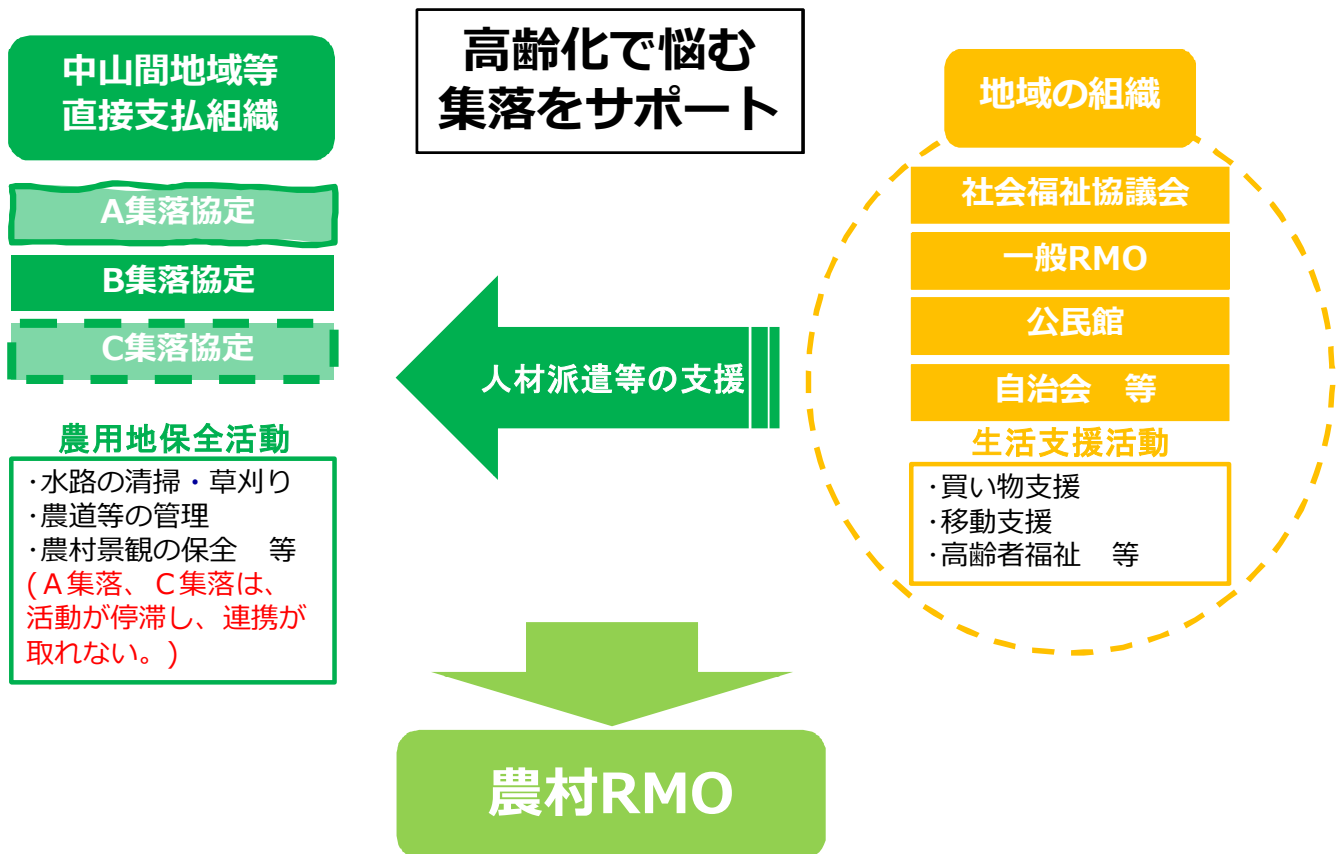 高齢化で悩む
集落をサポート
中山間地域等
直接支払組織
A集落協定
B集落協定
C集落協定
農用地保全活動
･水路の清掃・草刈り
･農道等の管理
･農村景観の保全　等
(Ａ集落、Ｃ集落は、
活動が停滞し、連携が
取れない。)
人材派遣等の支援
地域の組織
社会福祉協議会
一般RMO
公民館
自治会　等
生活支援活動
･買い物支援
･移動支援
･高齢者福祉　等
農村RMO